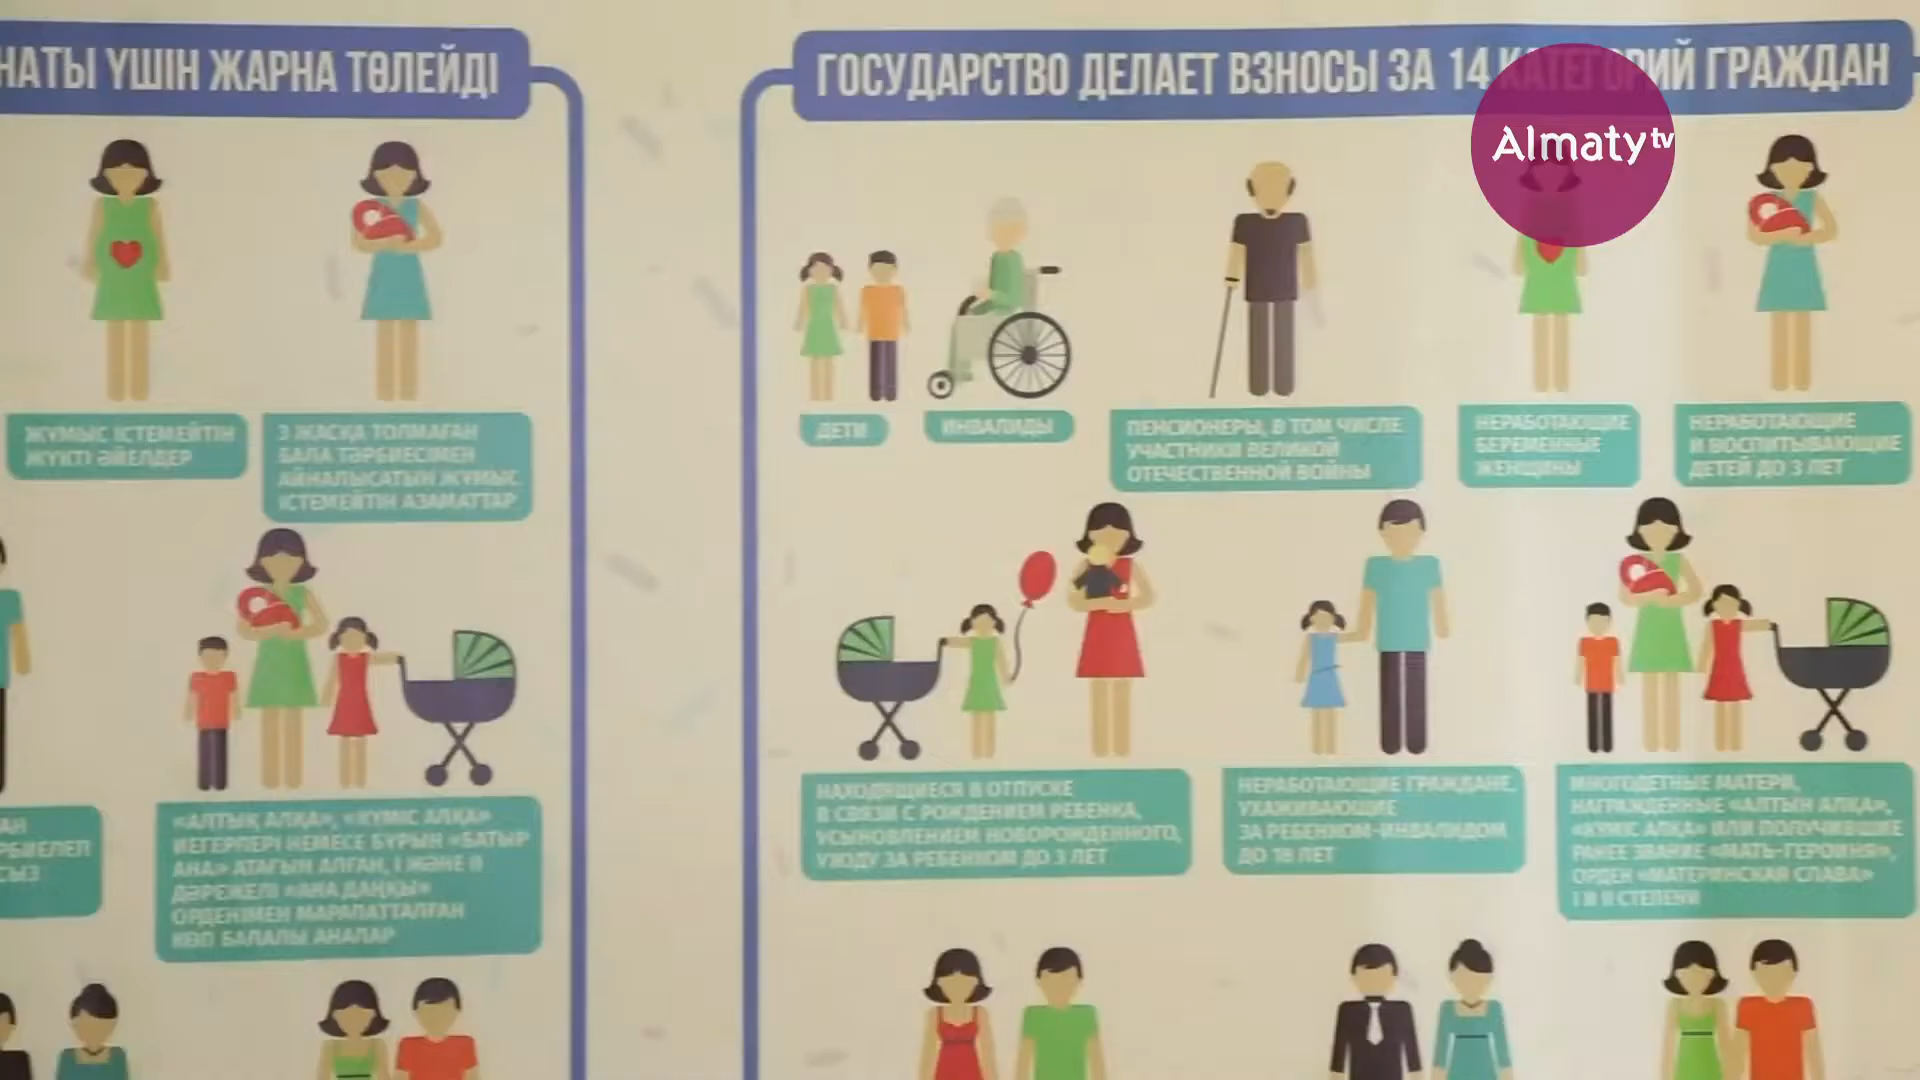 НАТЫ ҮШІН ЖАРНА ТӨЛЕЙДІ
ЖҰМЫС ІСТЕМЕЙТІН
ЖҮКТІ ӘЙЕЛДЕР
3 ЖАСҚА ТОЛМАҒАН
БАЛА ТӘРБИЕСІМЕН
АЙНАЛЫСАТЫН ЖҰМЫС
ІСТЕМЕЙТІН АЗАМАТТАР
«АЛТЫҚ АЛҚА», «КҮМІС АЛҚА»
ИЕГЕРЛЕРІ НЕМЕСЕ БҰРЫН «БАТЫР
АНА» АТАҒЫН АЛҒАН, І ЖӘНЕ ІІ
ДӘРЕЖЕЛІ «АНА ДАҢҚЫ»
ОРДЕНІМЕН МАРАПАТТАЛҒАН
КӨП БАЛАЛЫ АНАЛАР
ГОСУДАРСТВО ДЕЛАЕТ ВЗНОСЫ ЗА 14 КАТЕГОРИЙ ГРАЖДАН
Almaty tv
ДЕТИ
ИНВАЛИДЫ
ПЕНСИОНЕРЫ, В ТОМ ЧИСЛЕ
УЧАСТНИКИ ВЕЛИКОЙ
ОТЕЧЕСТВЕННОЙ ВОЙНЫ
НЕРАБОТАЮЩИЕ
БЕРЕМЕННЫЕ
ЖЕНЩИНЫ
НЕРАБОТАЮЩИЕ
И ВОСПИТЫВАЮЩИЕ
ДЕТЕЙ ДО 3 ЛЕТ
НАХОДЯЩИЕСЯ В ОТПУСКЕ
В СВЯЗИ С РОЖДЕНИЕМ РЕБЕНКА,
УСЫНОВЛЕНИЕМ НОВОРОЖДЕННОГО,
УХОДУ ЗА РЕБЕНКОМ ДО 3 ЛЕТ
НЕРАБОТАЮЩИЕ ГРАЖДАНЕ,
УХАЖИВАЮЩИЕ
ЗА РЕБЕНКОМ-ИНВАЛИДОМ
ДО 18 ЛЕТ
МНОГОДЕТНЫЕ МАТЕРИ,
НАГРАЖДЕННЫЕ «АЛТЫН АЛҚА»,
«КҮМІС АЛҚА» ИЛИ ПОЛУЧИВШИЕ
РАНЕЕ ЗВАНИЕ «МАТЬ-ГЕРОИНЯ»,
ОРДЕН «МАТЕРИНСКАЯ СЛАВА»
I И II СТЕПЕНИ